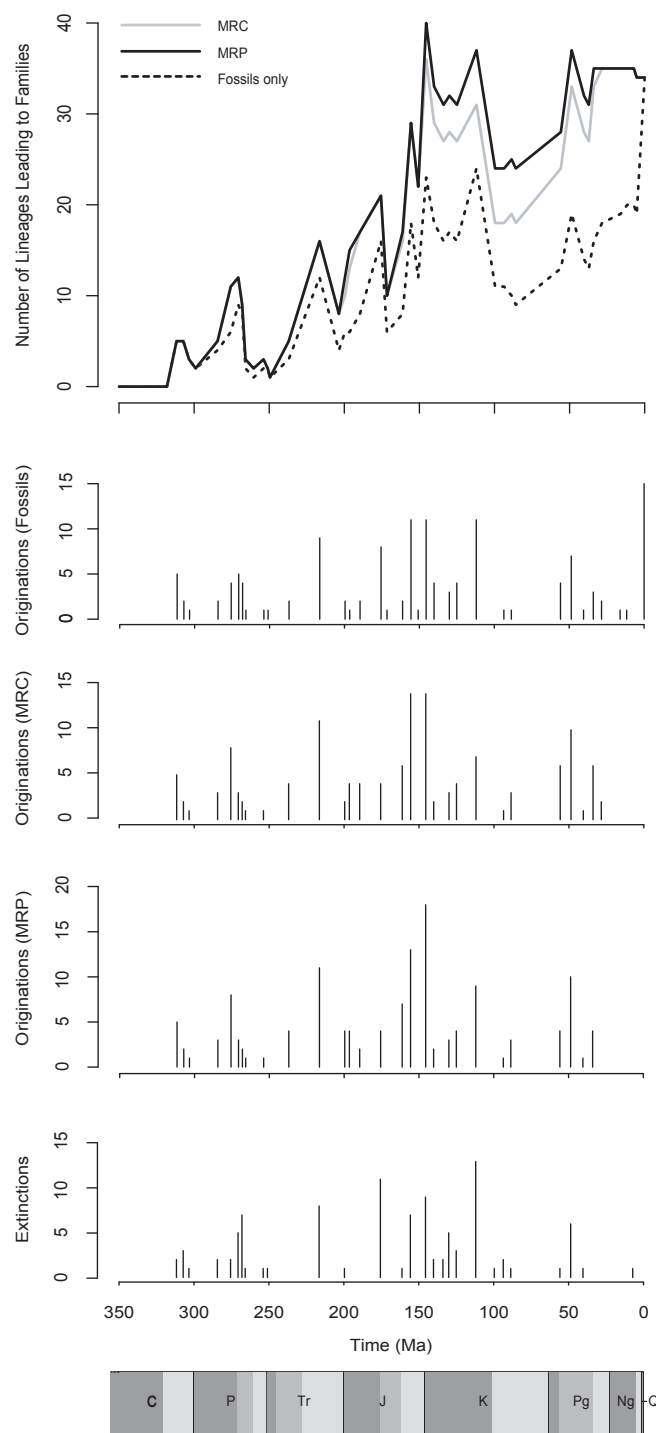 MRC
MRP
Fossils only
Number of Lineages Leading to Families
40
30
20
10
0
Originations (Fossils)
15
10
5
0
Originations (MRC)
15
10
5
0
Originations (MRP)
20
15
10
5
0
Extinctions
15
10
5
0
350 300 250 200 150 100 50 0
Time (Ma)
C P Tr J K Pg Ng Q